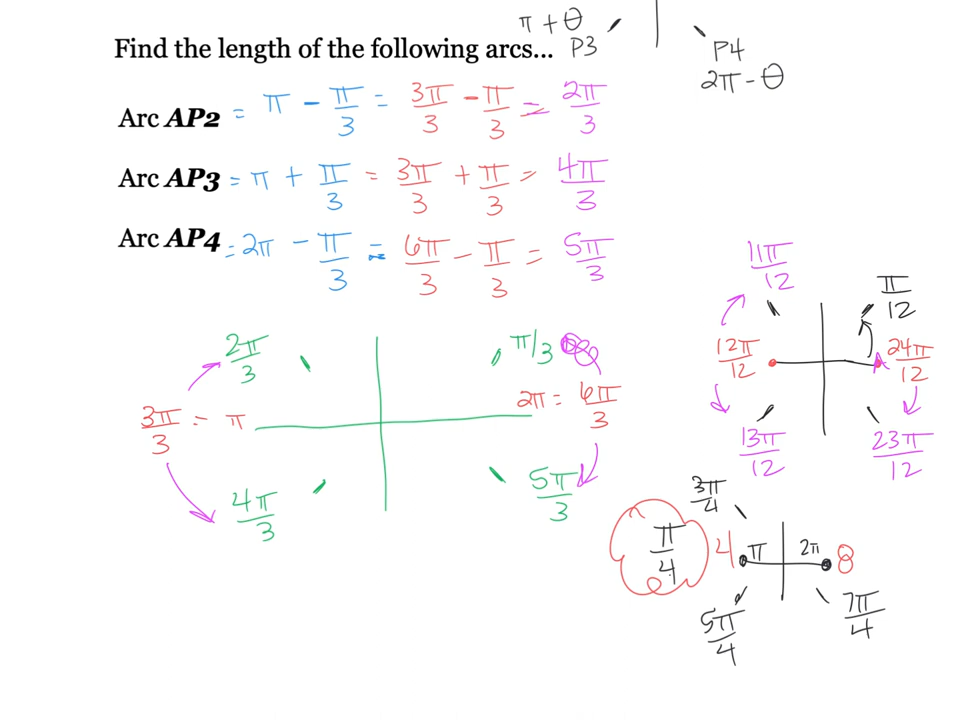 π + θ
Find the length of the following arcs... P3
P4
2π - θ
Arc AP2 = π - π/3 = 3π/3 - π/3 = 2π/3
Arc AP3 = π + π/3 = 3π/3 + π/3 = 4π/3
Arc AP4 = 2π - π/3 = 6π/3 - π/3 = 5π/3
2π/3
π/3
3π/3 = π
2π = 6π/3
4π/3
5π/3
11π/12
π/12
12π/12
24π/12
13π/12
23π/12
3π/4
π/4
4 π
2π 8
5π/4
7π/4